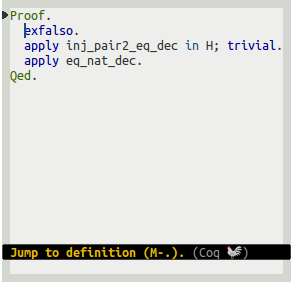 Proof.
exfalso.
apply inj_pair2_eq_dec in H; trivial.
apply eq_nat_dec.
Qed.
Jump to definition (M-.). (Coq 🐓)